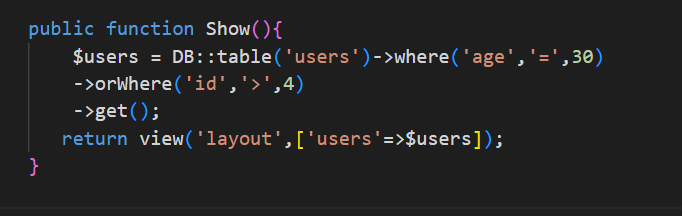 public function Show(){
$users = DB::table('users')->where('age','=',30)
->orWhere('id','>',4)
->get();
return view('layout',['users'=>$users]);
}